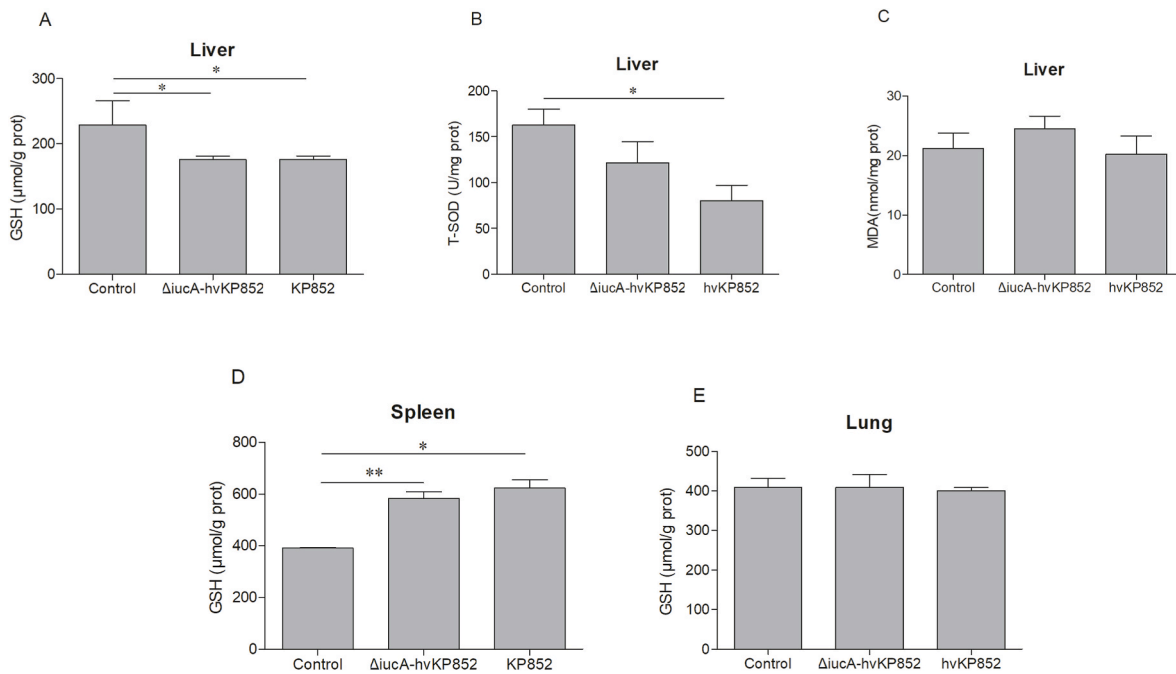 A
Liver
*
*
300
200
100
0
GSH (μmol/g prot)
Control
ΔiucA-hvKP852
KP852
B
Liver
*
200
150
100
50
0
T-SOD (U/mg prot)
Control
ΔiucA-hvKP852
hvKP852
C
Liver
30
20
10
0
MDA(nmol/mg prot)
Control
ΔiucA-hvKP852
hvKP852
D
Spleen
*
**
800
600
400
200
0
GSH (μmol/g prot)
Control
ΔiucA-hvKP852
KP852
E
Lung
500
400
300
200
100
0
GSH (μmol/g prot)
Control
ΔiucA-hvKP852
hvKP852